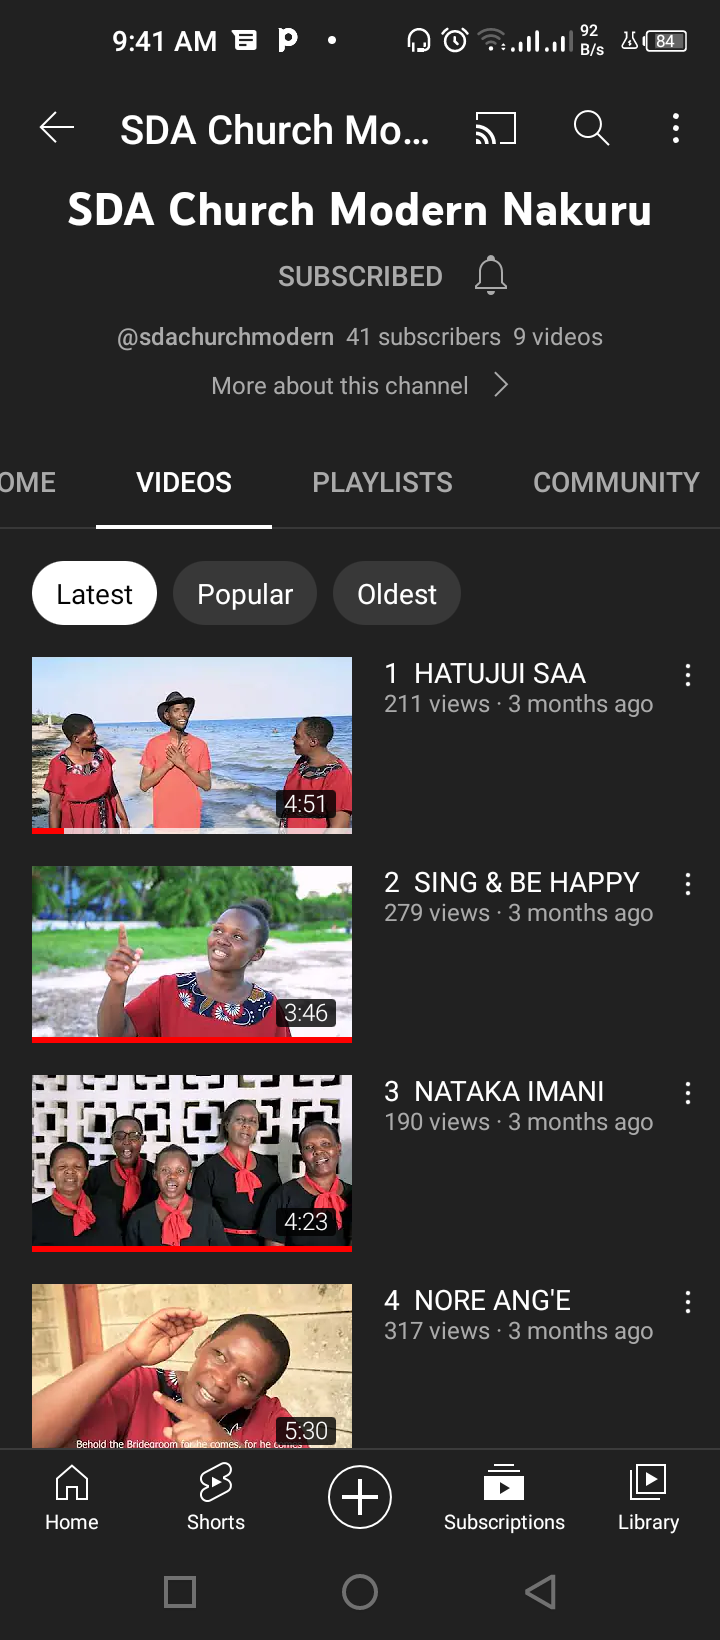 9:41 AM
92 B/s
84
SDA Church Mo...
SDA Church Modern Nakuru
SUBSCRIBED
@sdachurchmodern 41 subscribers 9 videos
More about this channel
OME VIDEOS PLAYLISTS COMMUNITY
Latest Popular Oldest
1 HATUJUI SAA
211 views · 3 months ago
4:51
2 SING & BE HAPPY
279 views · 3 months ago
3:46
3 NATAKA IMANI
190 views · 3 months ago
4:23
4 NORE ANG'E
317 views · 3 months ago
5:30
Behold the Bridegroom for he comes, for he comes
Home Shorts Subscriptions Library